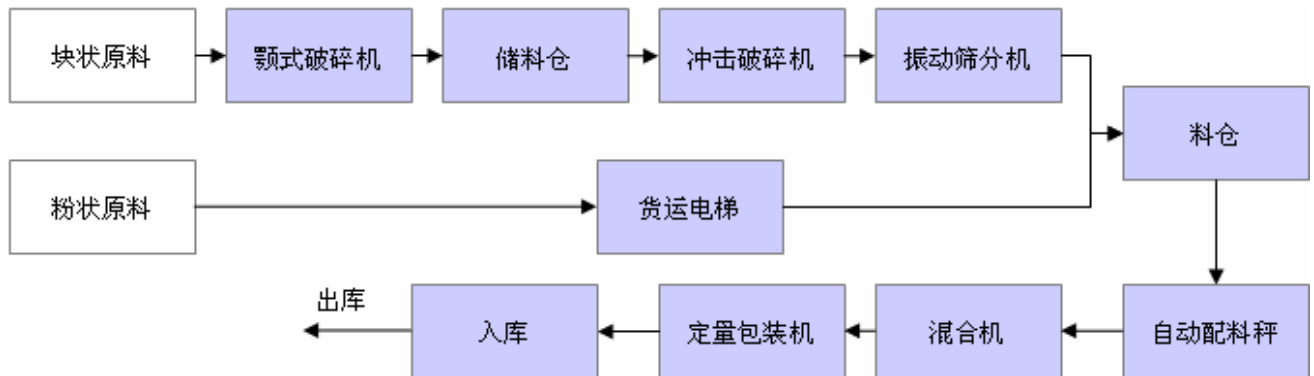 块状原料
颚式破碎机
储料仓
冲击破碎机
振动筛分机
料仓
粉状原料
货运电梯
出库
入库
定量包装机
混合机
自动配料秤